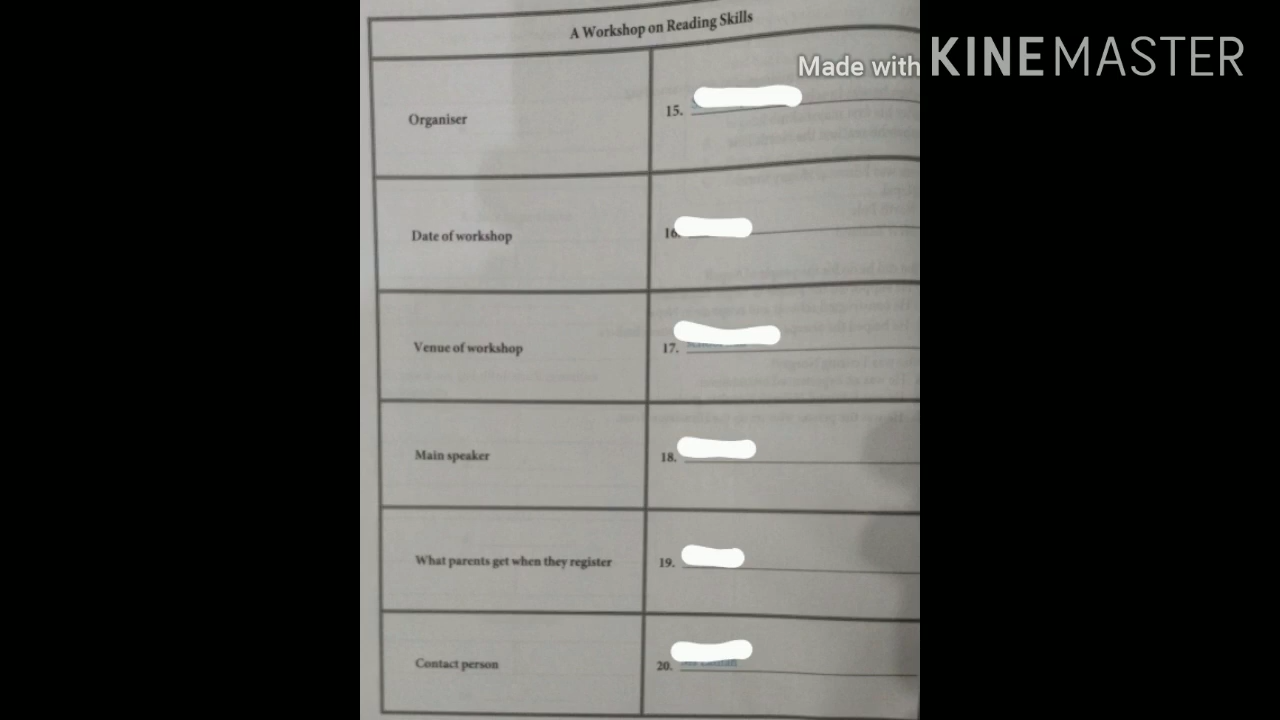 A Workshop on Reading Skills
Made with KINEMASTER
Organiser
15.
Date of workshop
16.
Venue of workshop
17.
Main speaker
18.
What parents get when they register
19.
Contact person
20.